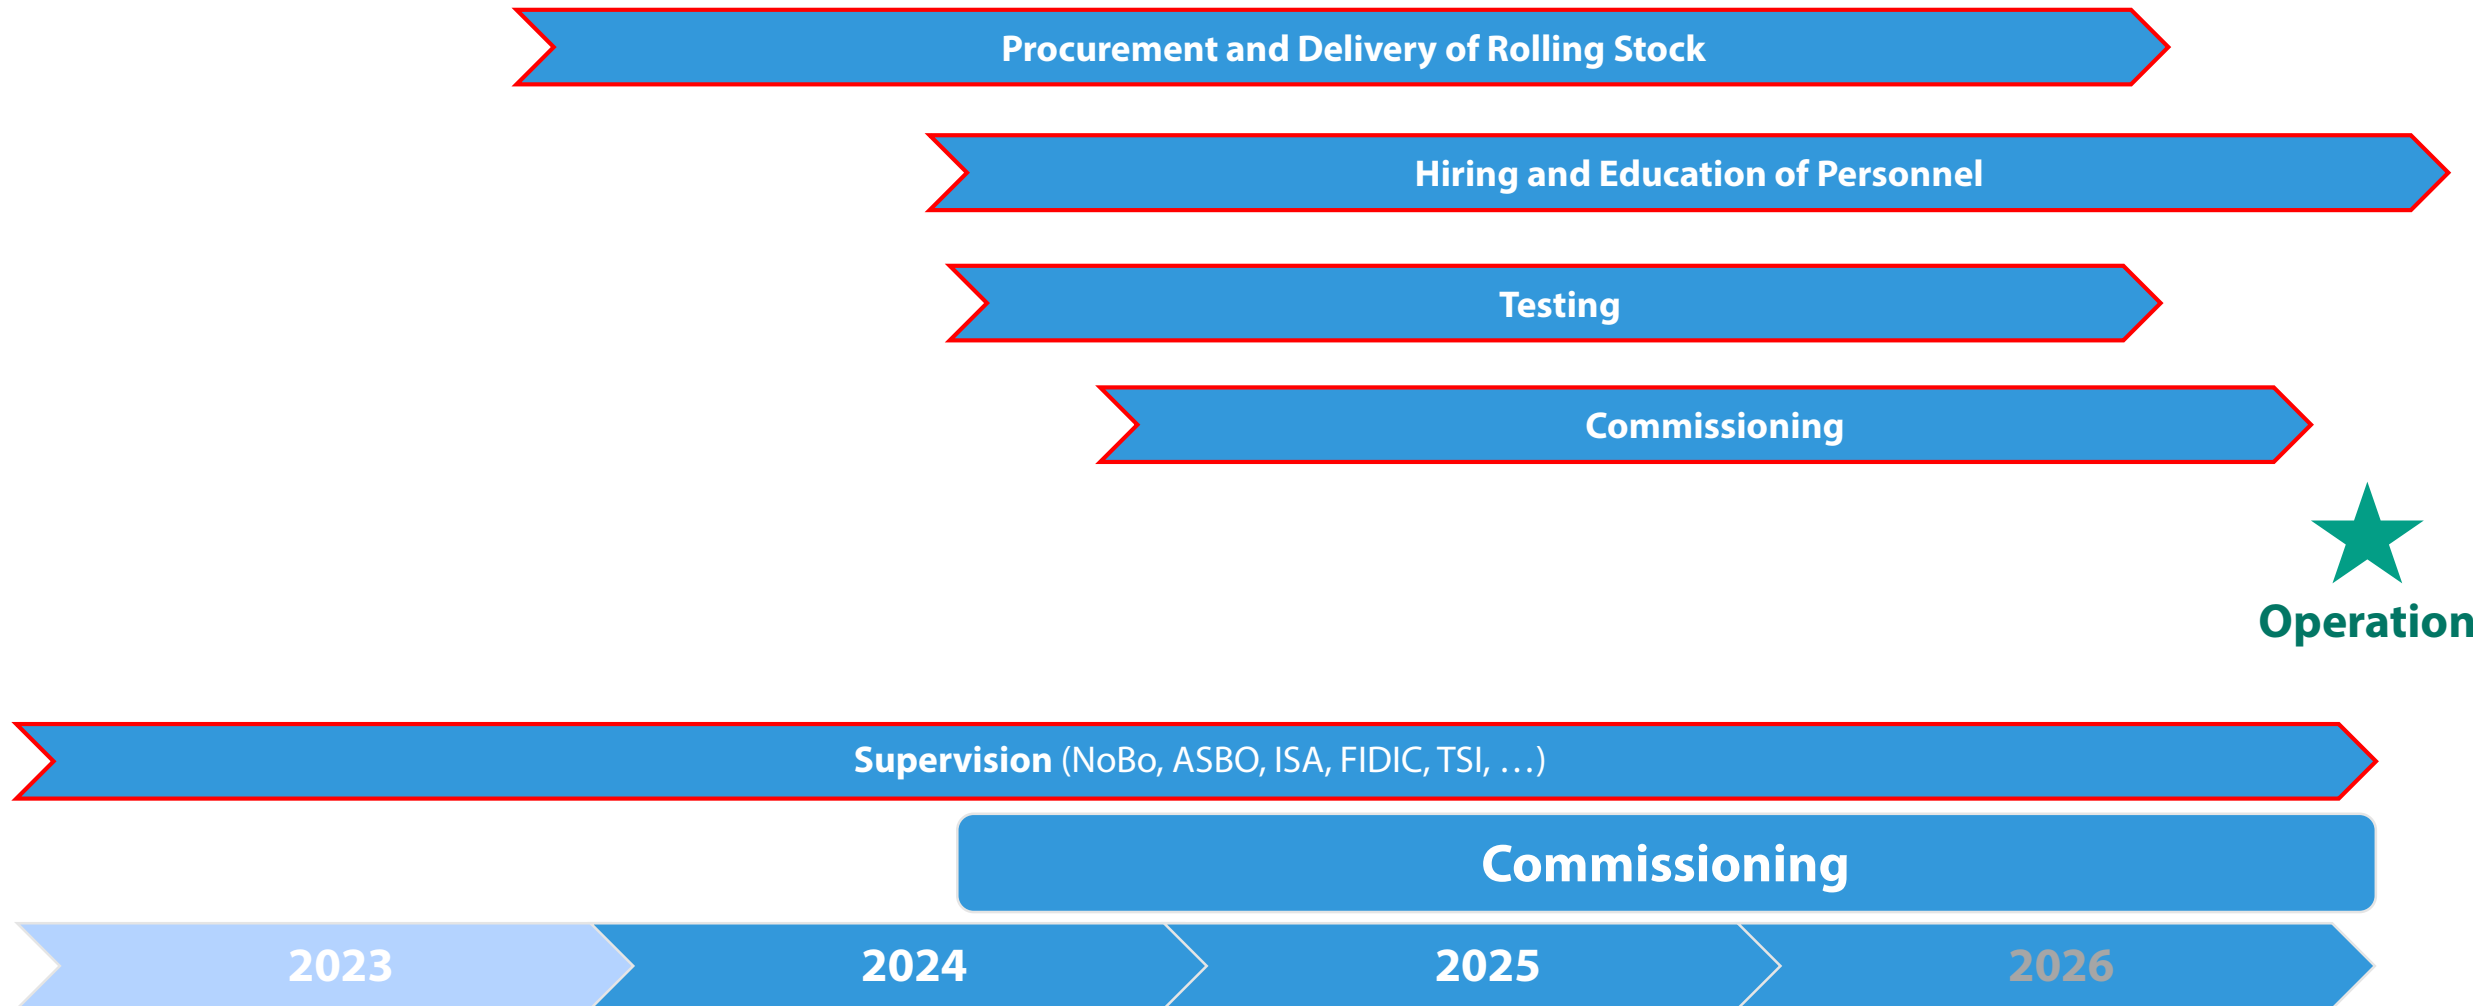 Procurement and Delivery of Rolling Stock
Hiring and Education of Personnel
Testing
Commissioning
Operation
Supervision (NoBo, ASBO, ISA, FIDIC, TSI, …)
Commissioning
2023 2024 2025 2026